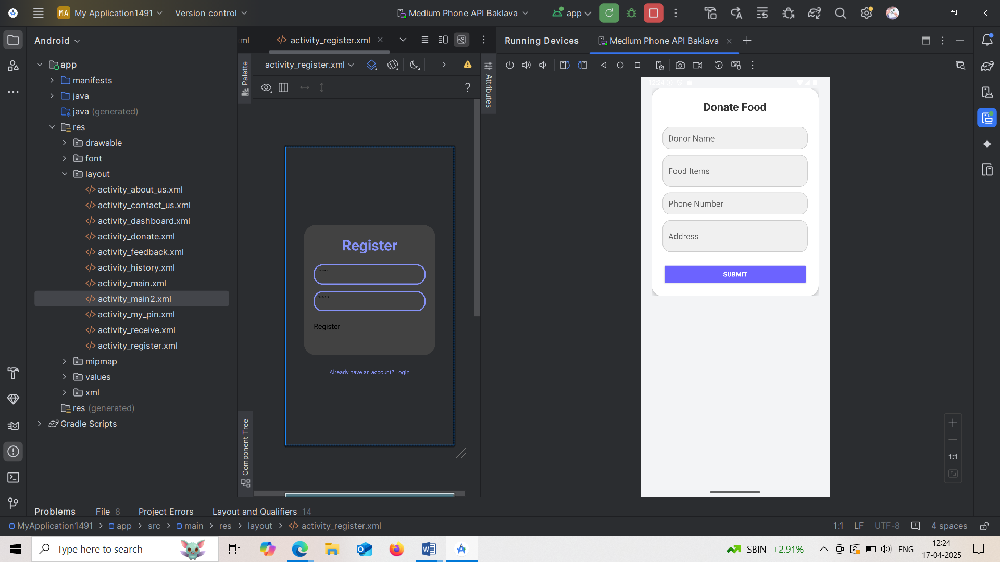 MA My Application1491 Version control Medium Phone API Baklava app
Android
app
manifests
java
java (generated)
res
drawable
font
layout
activity_about_us.xml
activity_contact_us.xml
activity_dashboard.xml
activity_donate.xml
activity_feedback.xml
activity_history.xml
activity_main.xml
activity_main2.xml
activity_my_pin.xml
activity_receive.xml
activity_register.xml
mipmap
values
xml
res (generated)
Gradle Scripts
ml activity_register.xml
activity_register.xml
Palette
Attributes
?
Register
Register
Already have an account? Login
Component Tree
Running Devices Medium Phone API Baklava
12:24
Donate Food
Donor Name
Food Items
Phone Number
Address
SUBMIT
1:1
Problems File 8 Project Errors Layout and Qualifiers 14
MyApplication1491 > app > src > main > res > layout > activity_register.xml 1:1 LF UTF-8 4 spaces
Type here to search SBIN +2.91% ENG 12:24
17-04-2025